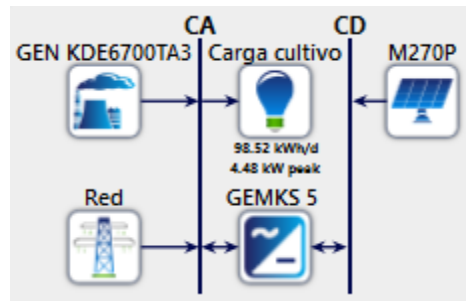 CA CD
GEN KDE6700TA3 Carga cultivo M270P
98.52 kWh/d
4.48 kW peak
Red GEMKS 5